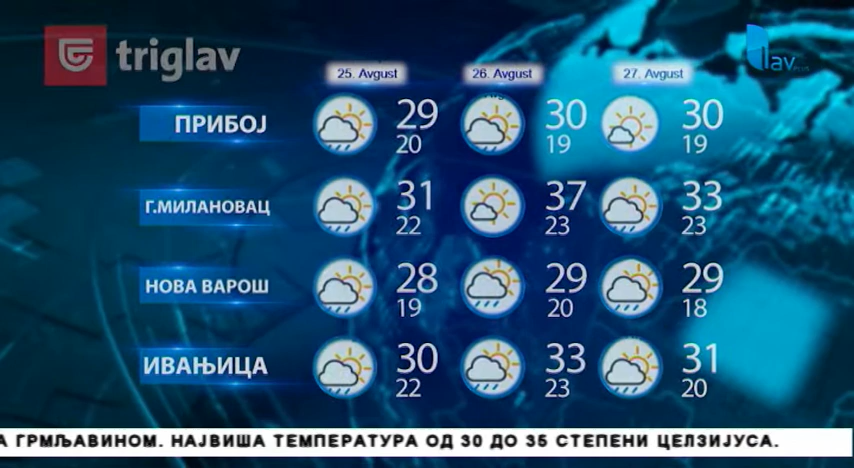 triglav
lav
25. Avgust 26. Avgust 27. Avgust
ПРИБОЈ 29 30 30
20 19 19
Г.МИЛАНОВАЦ 31 37 33
22 23 23
НОВА ВАРОШ 28 29 29
19 20 18
ИВАЊИЦА 30 33 31
22 23 20
А ГРМЉАВИНОМ. НАЈВИША ТЕМПЕРАТУРА ОД 30 ДО 35 СТЕПЕНИ ЦЕЛЗИЈУСА.